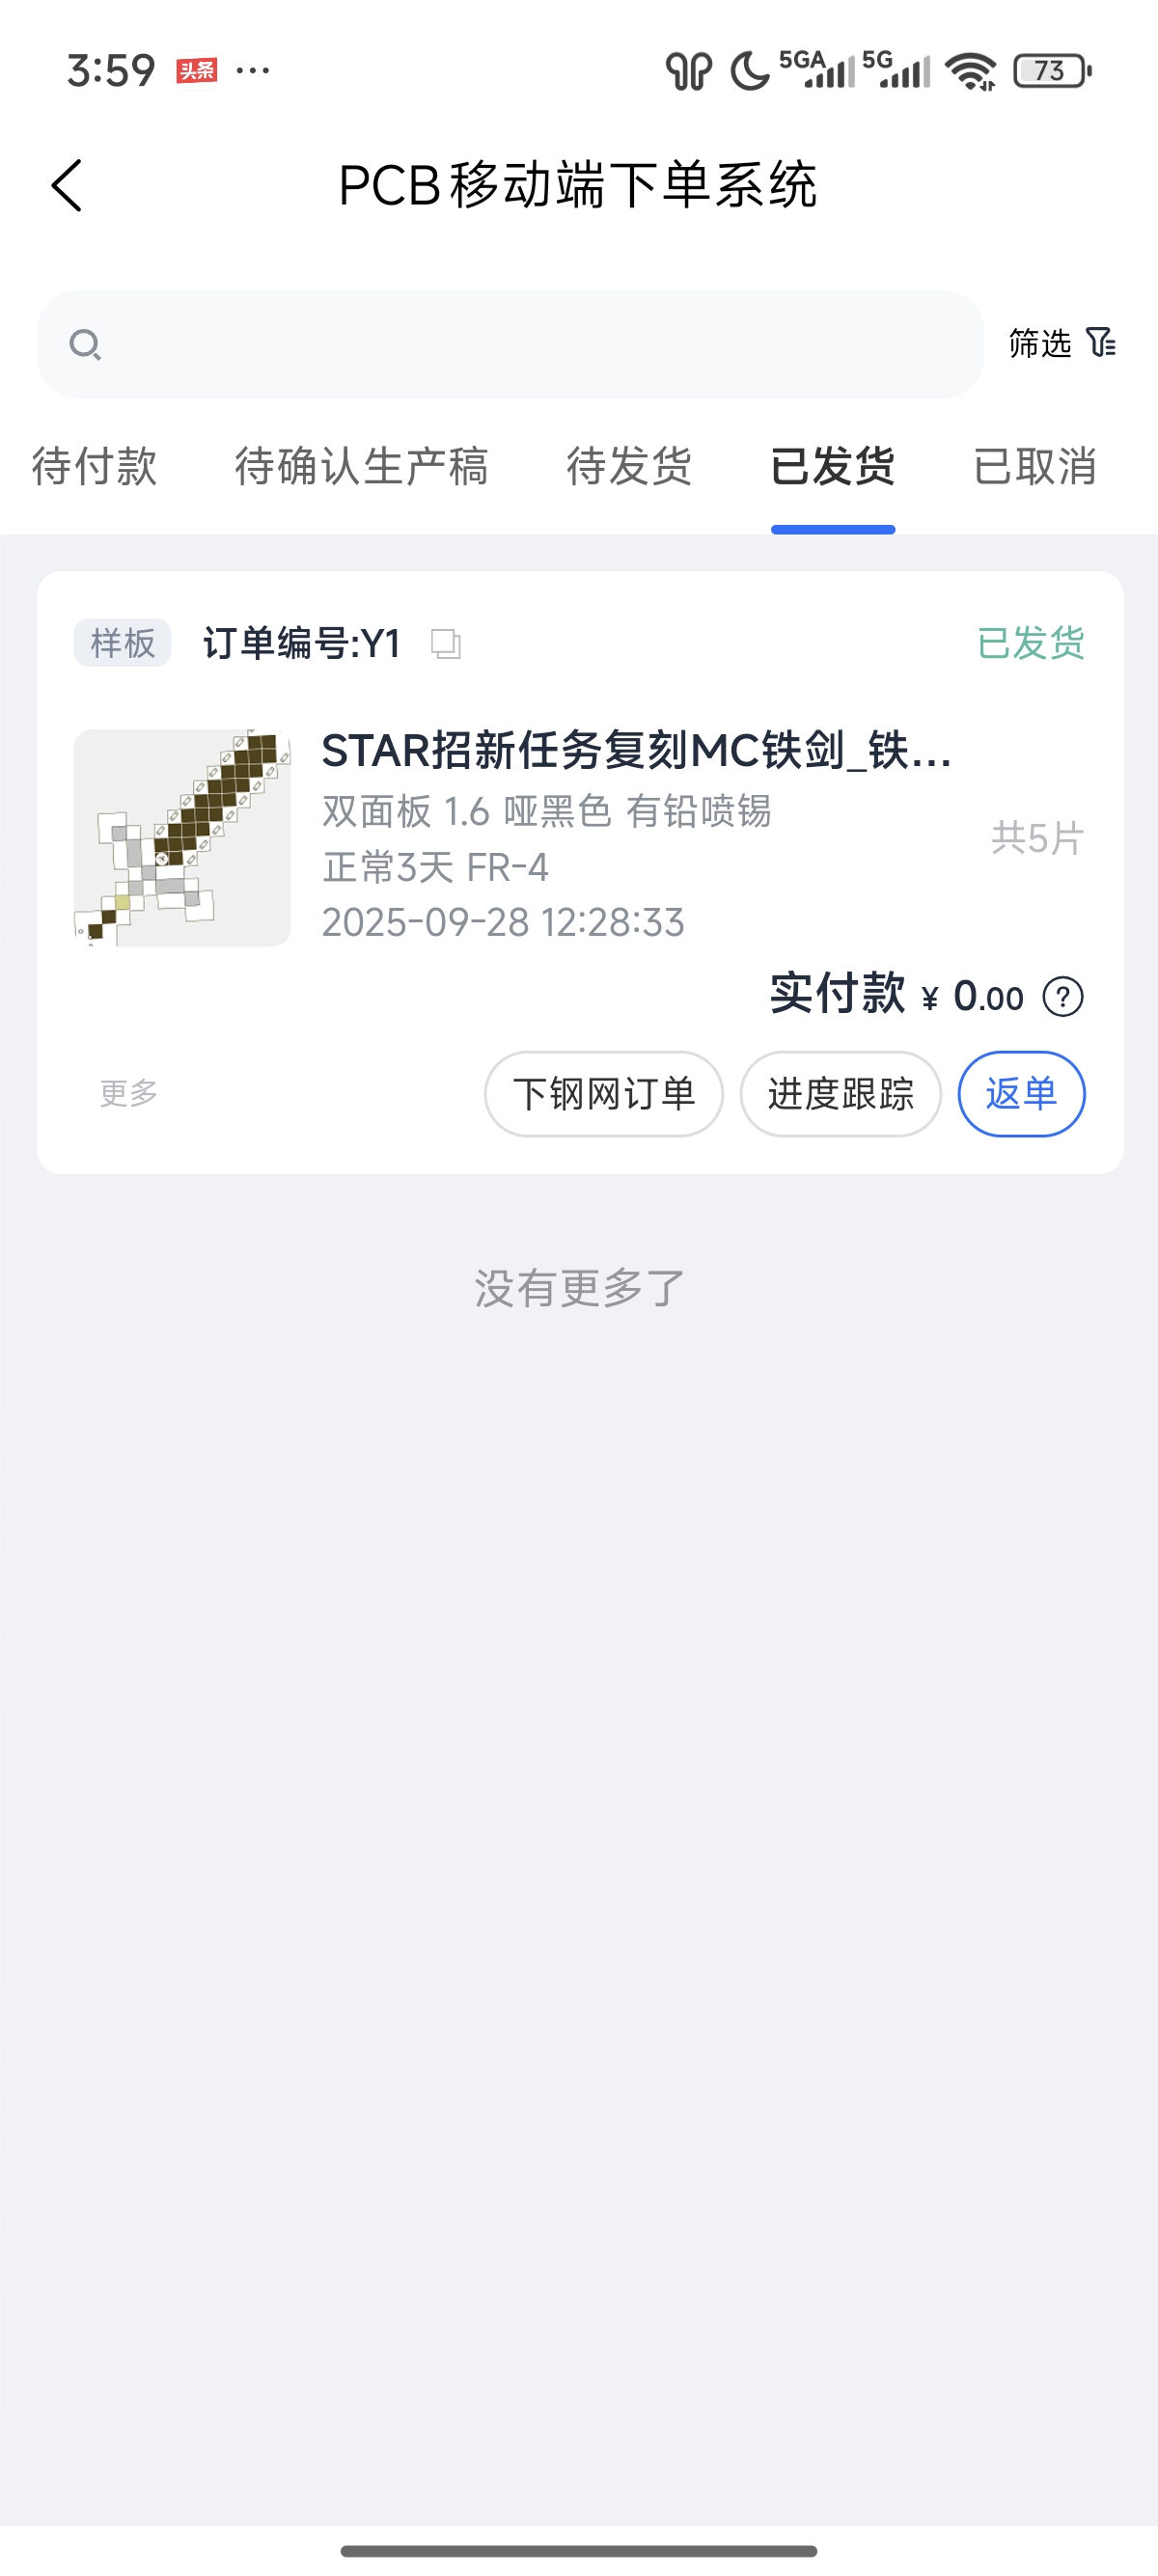 3:59 头条 ... 5GA 5G 73
PCB移动端下单系统
筛选
待付款 待确认生产稿 待发货 已发货 已取消
样板 订单编号:Y1 已发货
STAR招新任务复刻MC铁剑_铁...
双面板 1.6 哑黑色 有铅喷锡
共5片
正常3天 FR-4
2025-09-28 12:28:33
实付款 ¥ 0.00 ?
更多 下钢网订单 进度跟踪 返单
没有更多了